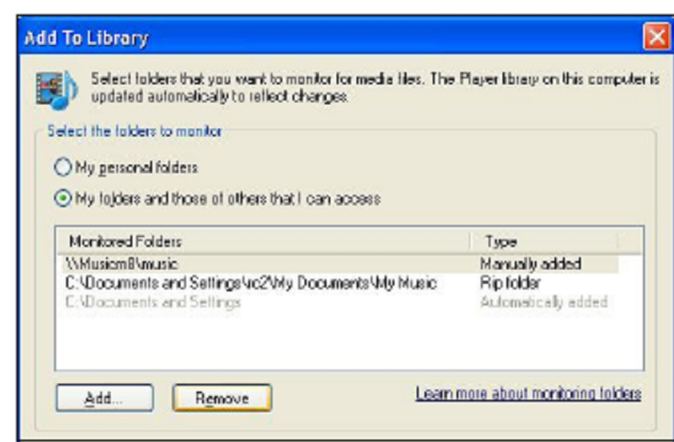 Add To Library
Select folders that you want to monitor for media files. The Player library on this computer is
updated automatically to reflect changes.
Select the folders to monitor
My personal folders
My folders and those of others that I can access
Monitored Folders Type
\\Musicm8\music Manually added
C:\Documents and Settings\ic2\My Documents\My Music Rip folder
C:\Documents and Settings Automatically added
Add... Remove Learn more about monitoring folders